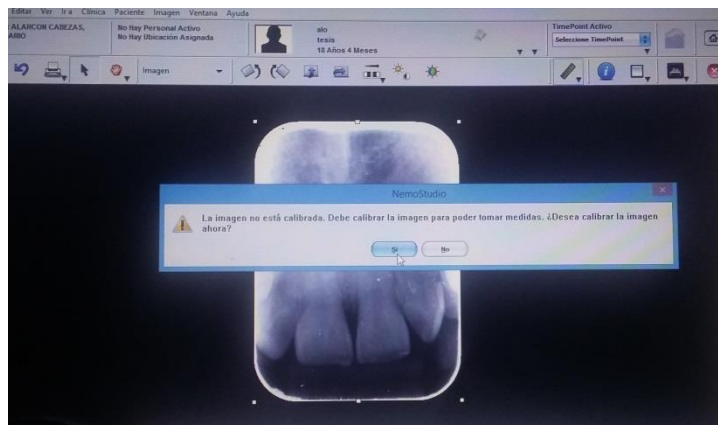 Editar Ver Ir a Clínica Paciente Imagen Ventana Ayuda
ALARCON CABEZAS,
No Hay Personal Activo
No Hay Ubicación Asignada
alo
tesis
18 Años 4 Meses
TimePoint Activo
Seleccione TimePoint
Imagen
NemoStudio
La imagen no está calibrada. Debe calibrar la imagen para poder tomar medidas. ¿Desea calibrar la imagen
ahora?
Si
No